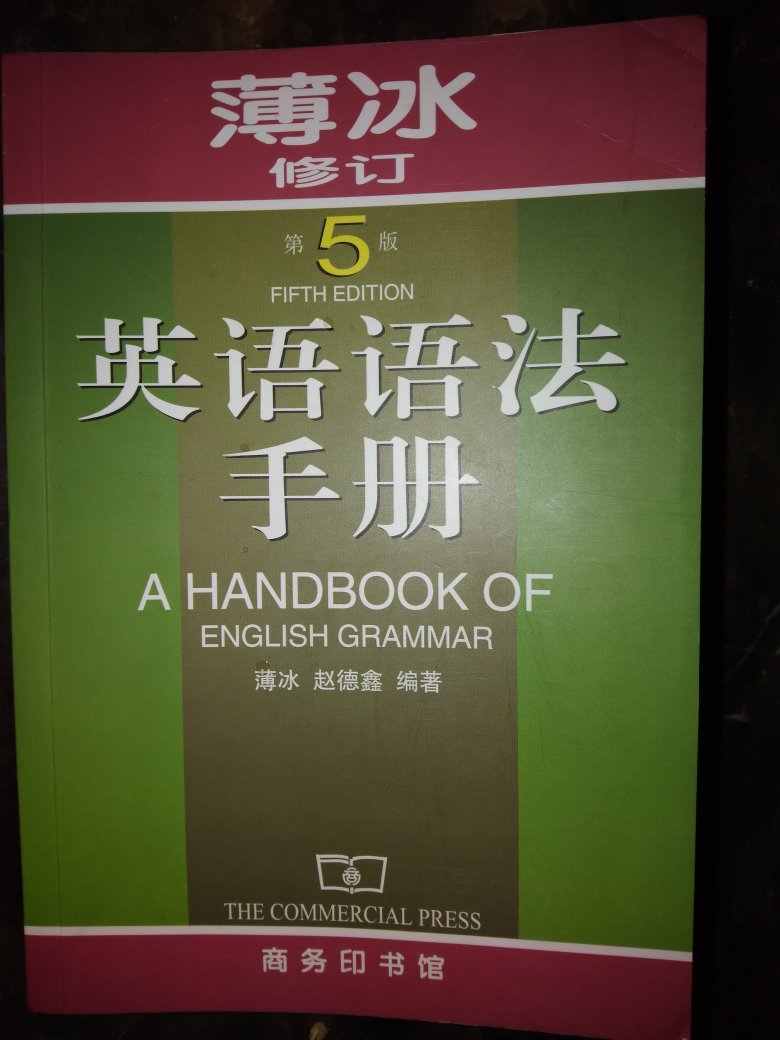 薄冰
修订
第5版
FIFTH EDITION
英语语法
手册
A HANDBOOK OF
ENGLISH GRAMMAR
薄冰 赵德鑫 编著
THE COMMERCIAL PRESS
商务印书馆